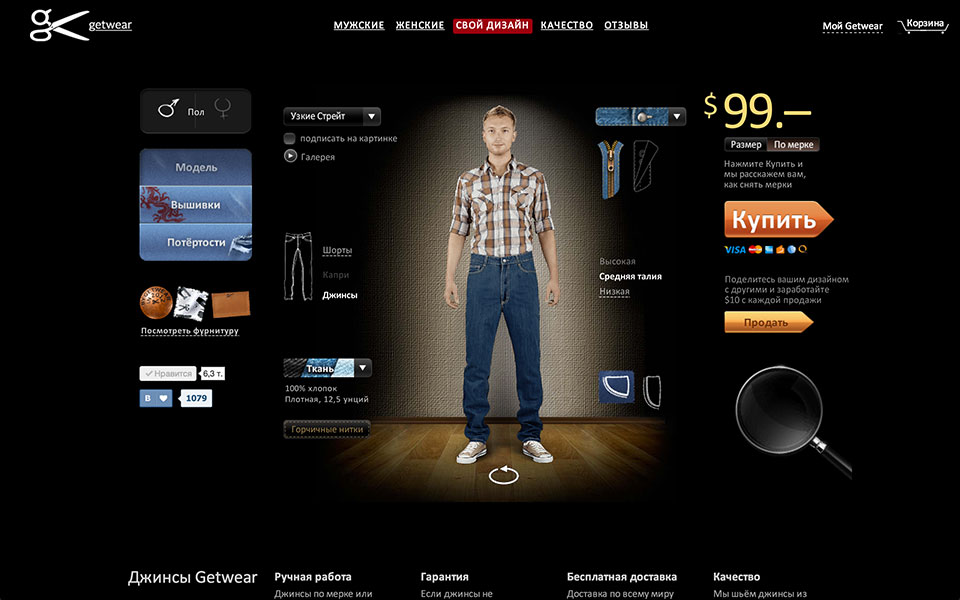 getwear
МУЖСКИЕ ЖЕНСКИЕ СВОЙ ДИЗАЙН КАЧЕСТВО ОТЗЫВЫ
Мой Getwear
Корзина
Пол
Модель
Вышивки
Потёртости
Посмотреть фурнитуру
Нравится 6,3 т.
В 1079
Узкие Стрейт
подписать на картинке
Галерея
Шорты
Капри
Джинсы
Ткань
100% хлопок
Плотная, 12,5 унций
Горчичные нитки
Высокая
Средняя талия
Низкая
$99.—
Размер По мерке
Нажмите Купить и
мы расскажем вам,
как снять мерки
Купить
VISA
Поделитесь вашим дизайном
с другими и заработайте
$10 с каждой продажи
Продать
Джинсы Getwear
Ручная работа
Джинсы по мерке или
Гарантия
Если джинсы не
Бесплатная доставка
Доставка по всему миру
Качество
Мы шьём джинсы из